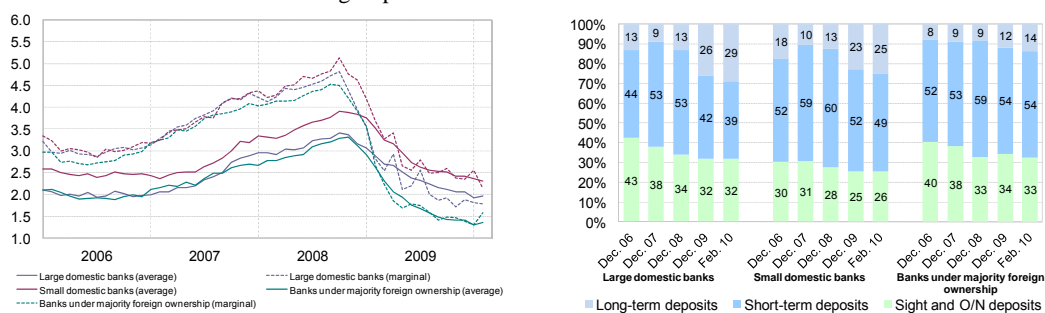 6.0
5.5
5.0
4.5
4.0
3.5
3.0
2.5
2.0
1.5
1.0
2006 2007 2008 2009
Large domestic banks (average)
Large domestic banks (marginal)
Small domestic banks (average)
Small domestic banks (marginal)
Banks under majority foreign ownership (average)
Banks under majority foreign ownership (marginal)
100%
90%
80%
70%
60%
50%
40%
30%
20%
10%
0%
13 9 13 26 29 18 10 13 23 25 8 9 9 12 14
44 53 53 42 39 52 59 60 52 49 52 53 59 54 54
43 38 34 32 32 30 31 28 25 26 40 38 33 34 33
Dec. 06 Dec. 07 Dec. 08 Dec. 09 Feb. 10 Dec. 06 Dec. 07 Dec. 08 Dec. 09 Feb. 10 Dec. 06 Dec. 07 Dec. 08 Dec. 09 Feb. 10
Large domestic banks
Small domestic banks
Banks under majority foreign
ownership
Long-term deposits
Short-term deposits
Sight and O/N deposits